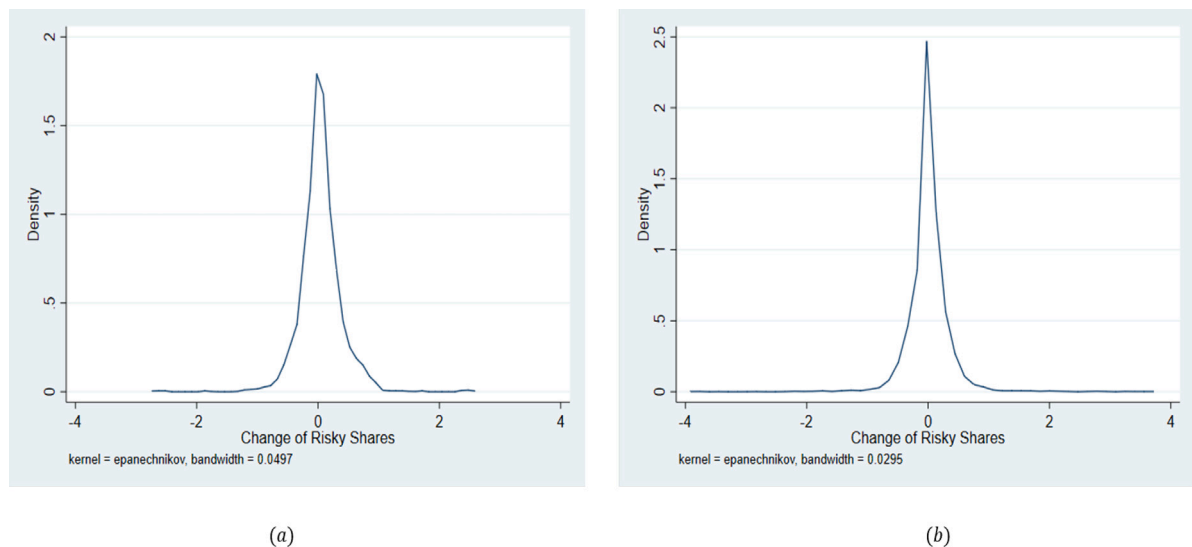 2
1.5
1
.5
0
Density
-4
-2
0
2
4
Change of Risky Shares
kernel = epanechnikov, bandwidth = 0.0497
(a)
2.5
2
1.5
1
.5
0
Density
-4
-2
0
2
4
Change of Risky Shares
kernel = epanechnikov, bandwidth = 0.0295
(b)